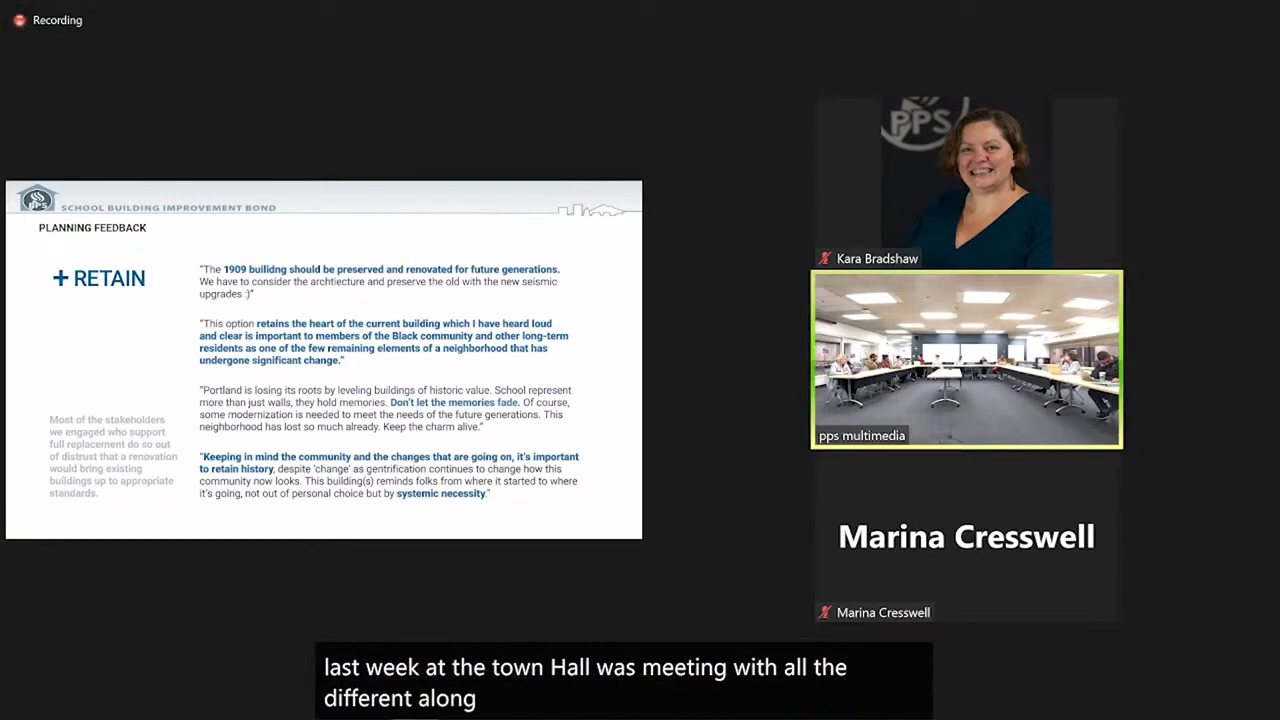 Recording
PPS
SCHOOL BUILDING IMPROVEMENT BOND
PLANNING FEEDBACK
+ RETAIN
"The 1909 builidng should be preserved and renovated for future generations.
We have to consider the archtiecture and preserve the old with the new seismic
upgrades :)"
"This option retains the heart of the current building which I have heard loud
and clear is important to members of the Black community and other long-term
residents as one of the few remaining elements of a neighborhood that has
undergone significant change."
"Portland is losing its roots by leveling buildings of historic value. School represent
more than just walls, they hold memories. Don't let the memories fade. Of course,
some modernization is needed to meet the needs of the future generations. This
neighborhood has lost so much already. Keep the charm alive."
"Keeping in mind the community and the changes that are going on, it's important
to retain history, despite 'change' as gentrification continues to change how this
community now looks. This building(s) reminds folks from where it started to where
it's going, not out of personal choice but by systemic necessity."
Most of the stakeholders
we engaged who support
full replacement do so out
of distrust that a renovation
would bring existing
buildings up to appropriate
standards.
PPS
Kara Bradshaw
pps multimedia
Marina Cresswell
Marina Cresswell
last week at the town Hall was meeting with all the
different along